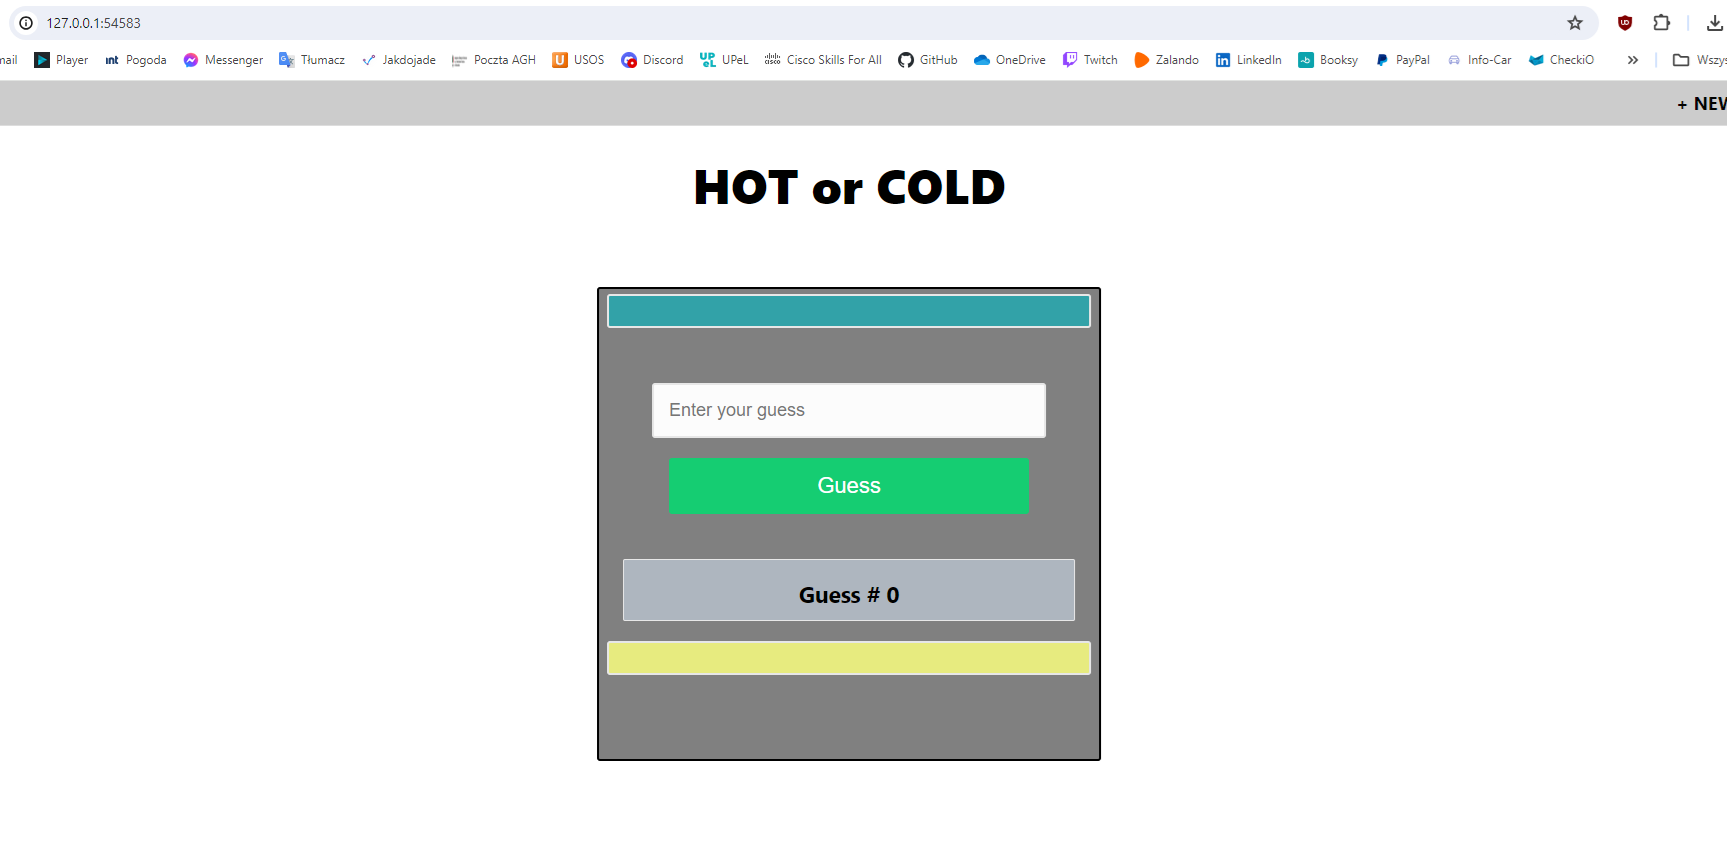 127.0.0.1:54583
Player Pogoda Messenger Tłumacz Jakdojade Poczta AGH USOS Discord UPeL Cisco Skills For All GitHub OneDrive Twitch Zalando LinkedIn Booksy PayPal Info-Car CheckiO »
+ NEW
HOT or COLD
Enter your guess
Guess
Guess # 0